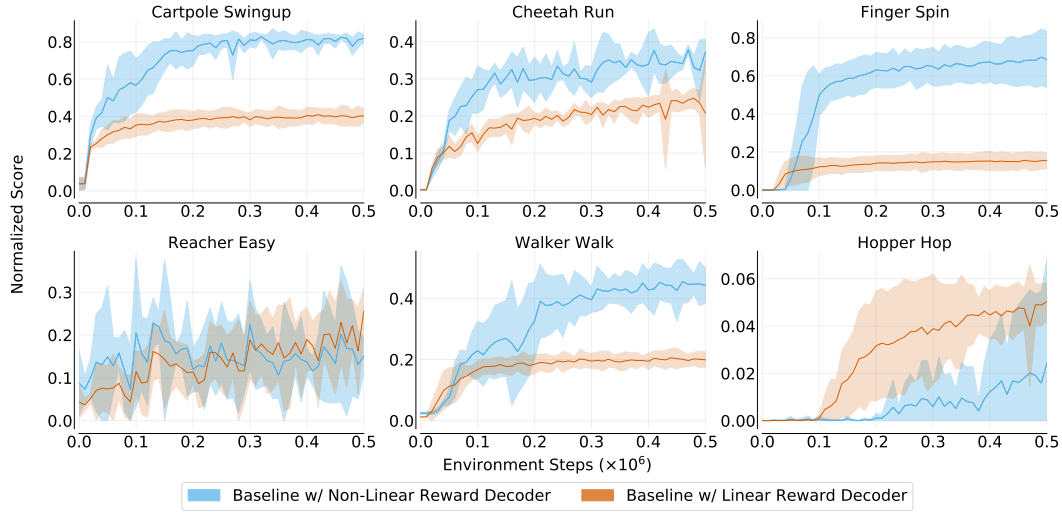 Cartpole Swingup
Cheetah Run
Finger Spin
0.8
0.6
0.4
0.2
0.0
0.0 0.1 0.2 0.3 0.4 0.5
0.4
0.3
0.2
0.1
0.0
0.0 0.1 0.2 0.3 0.4 0.5
0.8
0.6
0.4
0.2
0.0
0.0 0.1 0.2 0.3 0.4 0.5
Normalized Score
Reacher Easy
Walker Walk
Hopper Hop
0.3
0.2
0.1
0.0
0.0 0.1 0.2 0.3 0.4 0.5
0.4
0.2
0.0
0.0 0.1 0.2 0.3 0.4 0.5
0.06
0.04
0.02
0.00
0.0 0.1 0.2 0.3 0.4 0.5
Environment Steps (×10⁶)
Baseline w/ Non-Linear Reward Decoder
Baseline w/ Linear Reward Decoder